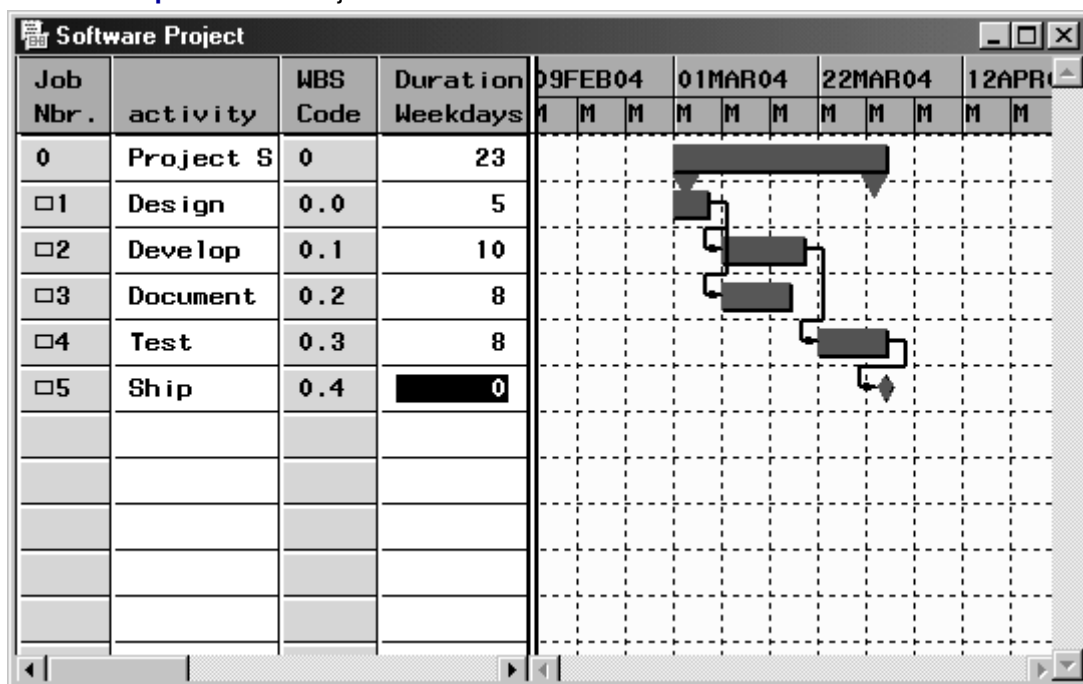 Software Project
Job Nbr. activity WBS Code Duration Weekdays 09FEB04 01MAR04 22MAR04 12APR
M M M M M M M M M M M
0 Project S 0 23
1 Design 0.0 5
2 Develop 0.1 10
3 Document 0.2 8
4 Test 0.3 8
5 Ship 0.4 0